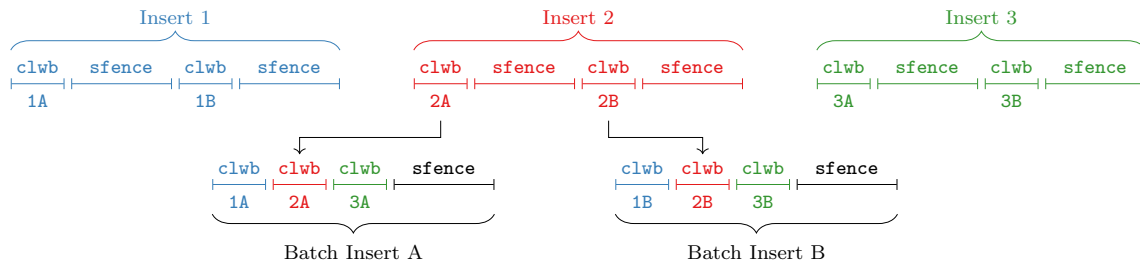 Insert 1 Insert 2 Insert 3
clwb sfence clwb sfence clwb sfence clwb sfence clwb sfence clwb sfence
1A 1B 2A 2B 3A 3B
clwb clwb clwb sfence clwb clwb clwb sfence
1A 2A 3A 1B 2B 3B
Batch Insert A Batch Insert B